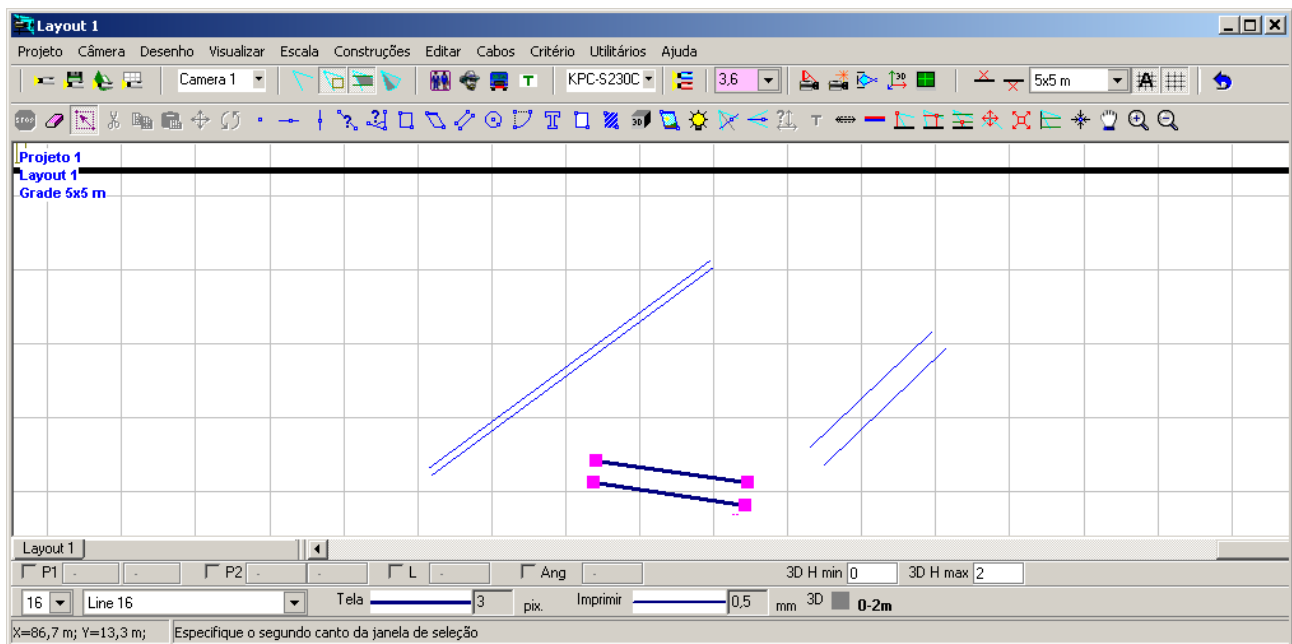 Layout 1
Projeto Câmera Desenho Visualizar Escala Construções Editar Cabos Critério Utilitários Ajuda
Camera 1 KPC-S230C 3,6 5x5 m
STOP 3D T
Projeto 1
Layout 1
Grade 5x5 m
Layout 1
P1 - - P2 - - L - Ang - 3D H min 0 3D H max 2
16 Line 16 Tela 3 pix. Imprimir 0,5 mm 3D 0-2m
X=86,7 m; Y=13,3 m; Especifique o segundo canto da janela de seleção